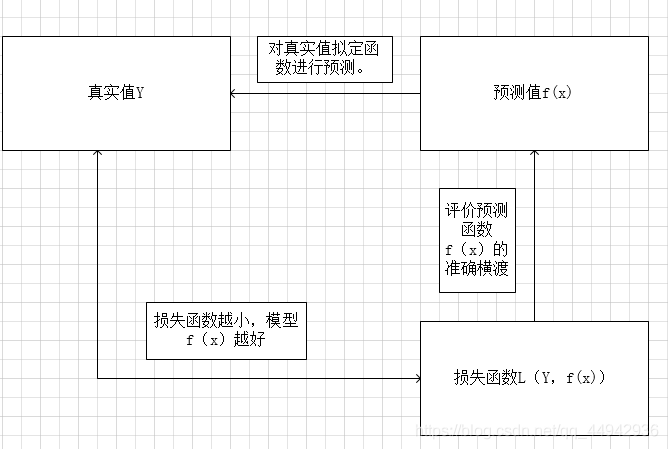 对真实值拟定函
数进行预测。
真实值Y
预测值f(x)
评价预测
函数
f（x）的
准确横渡
损失函数越小，模型
f（x）越好
损失函数L（Y，f(x)）
https://blog.csdn.net/qq_44942936